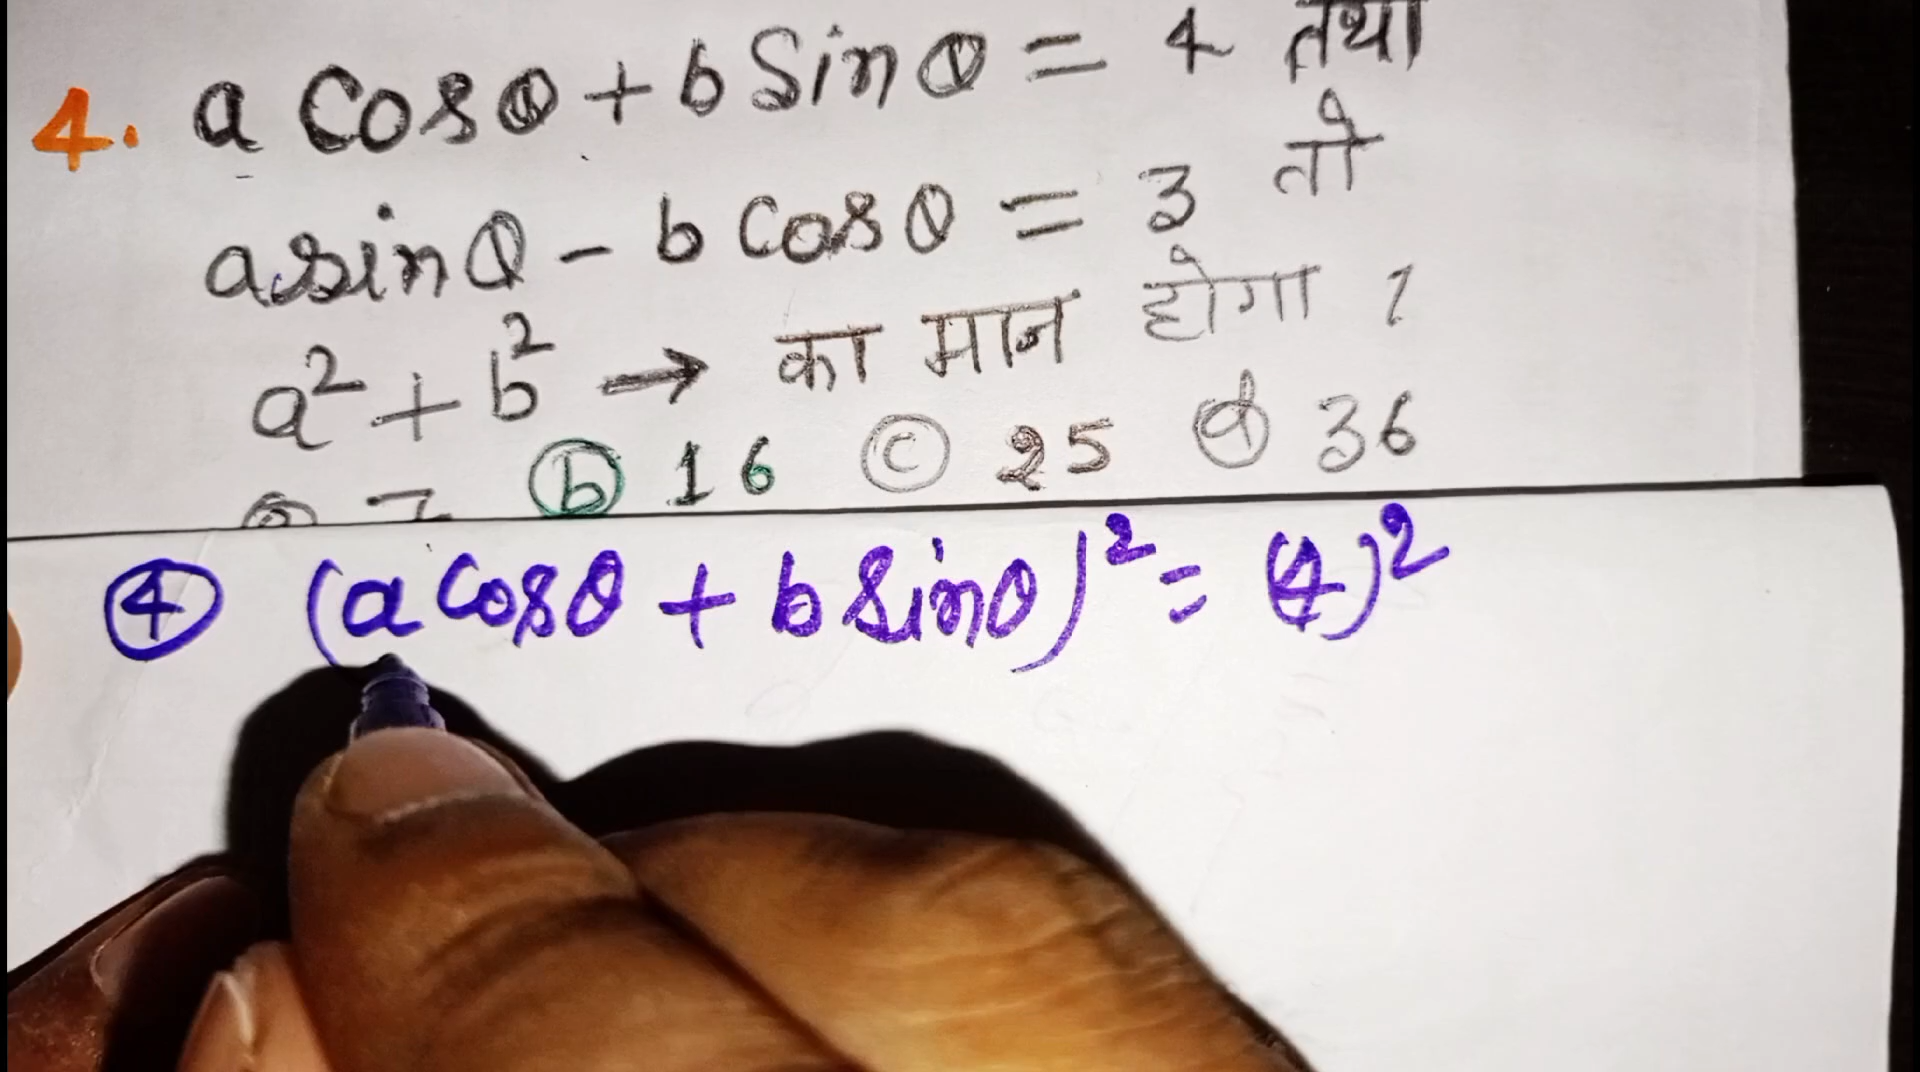 4. a cosθ + b sinθ = 4 तथा
a sinθ - b cosθ = 3 तो
a² + b² → का मान होगा ?
ⓐ 7 ⓑ 16 ⓒ 25 ⓓ 36
④ (a cosθ + b sinθ)² = (4)²